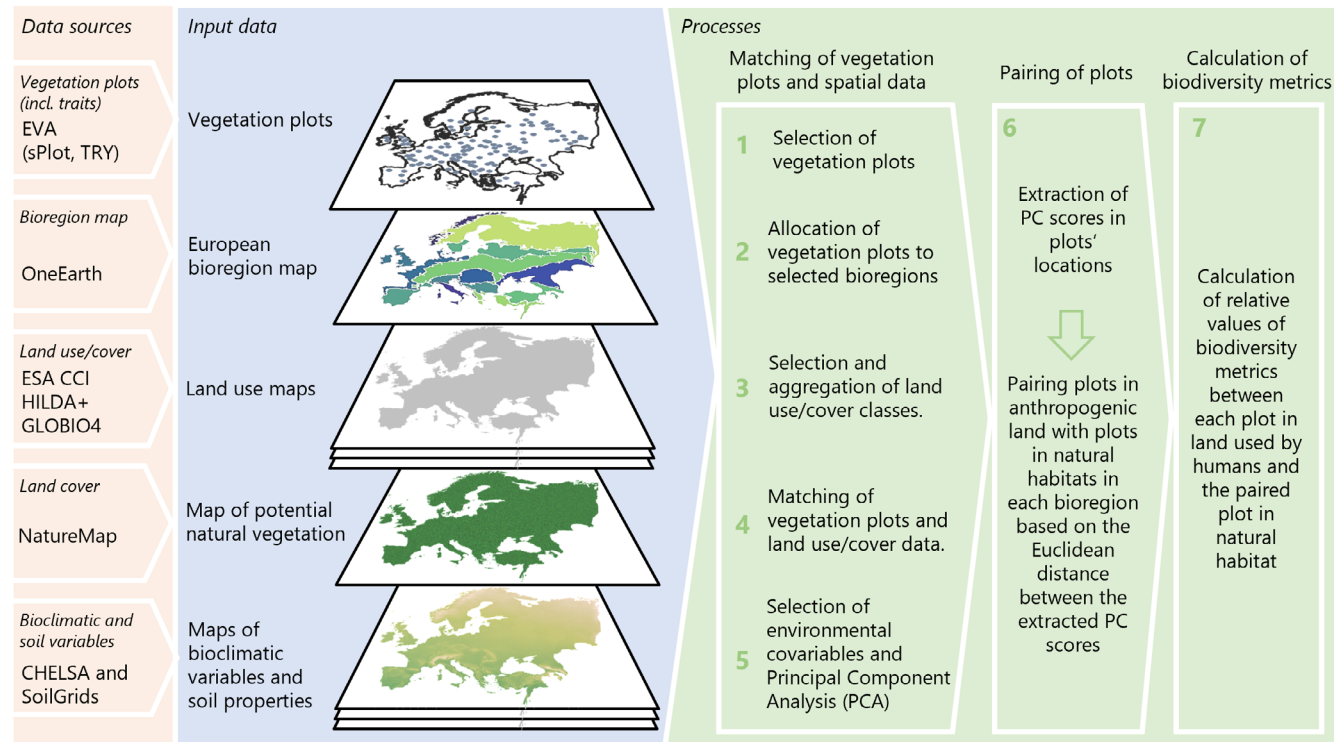 Data sources
Vegetation plots
(incl. traits)
EVA
(sPlot, TRY)
Bioregion map
OneEarth
Land use/cover
ESA CCI
HILDA+
GLOBIO4
Land cover
NatureMap
Bioclimatic and
soil variables
CHELSA and
SoilGrids
Input data
Vegetation plots
European
bioregion map
Land use maps
Map of potential
natural vegetation
Maps of
bioclimatic
variables and
soil properties
Processes
Matching of vegetation
plots and spatial data
1
Selection of
vegetation plots
2
Allocation of
vegetation plots to
selected bioregions
3
Selection and
aggregation of land
use/cover classes.
4
Matching of
vegetation plots and
land use/cover data.
5
Selection of
environmental
covariables and
Principal Component
Analysis (PCA)
Pairing of plots
6
Extraction of
PC scores in
plots’
locations
Pairing plots in
anthropogenic
land with plots
in natural
habitats in
each bioregion
based on the
Euclidean
distance
between the
extracted PC
scores
Calculation of
biodiversity metrics
7
Calculation
of relative
values of
biodiversity
metrics
between
each plot in
land used by
humans and
the paired
plot in
natural
habitat